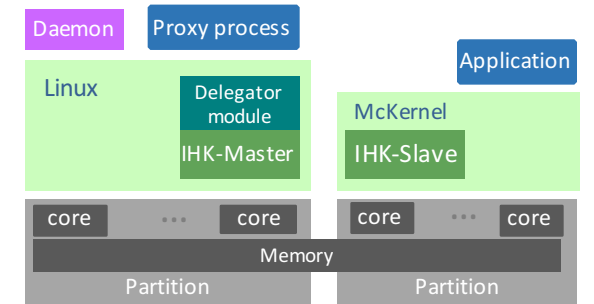 Daemon
Proxy process
Application
Linux
Delegator
module
IHK-Master
McKernel
IHK-Slave
core ... core
core ... core
Memory
Partition
Partition